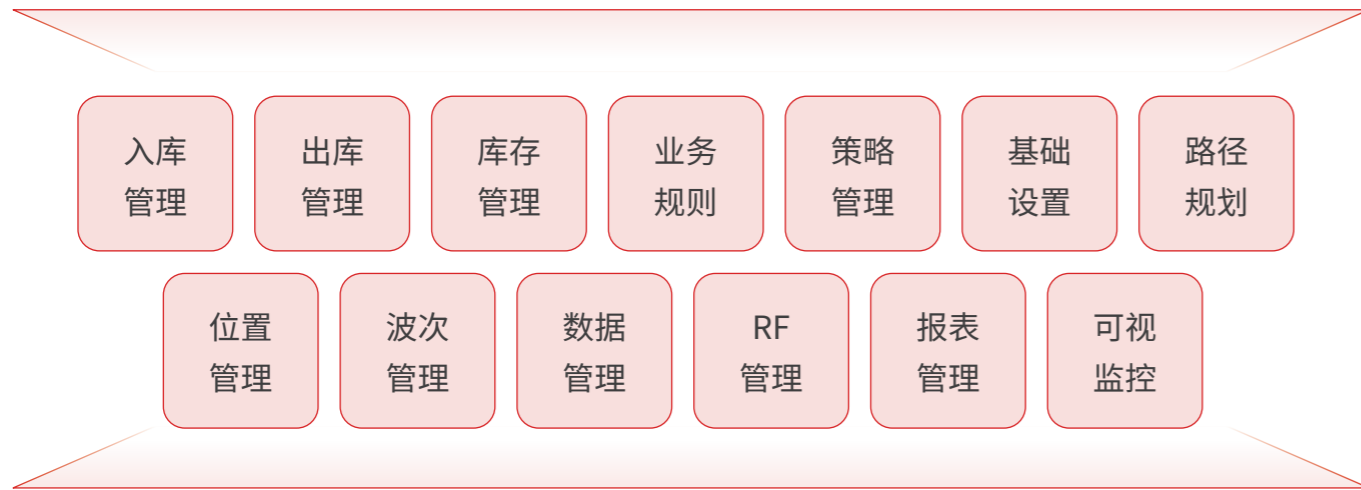 入库
管理
出库
管理
库存
管理
业务
规则
策略
管理
基础
设置
路径
规划
位置
管理
波次
管理
数据
管理
RF
管理
报表
管理
可视
监控